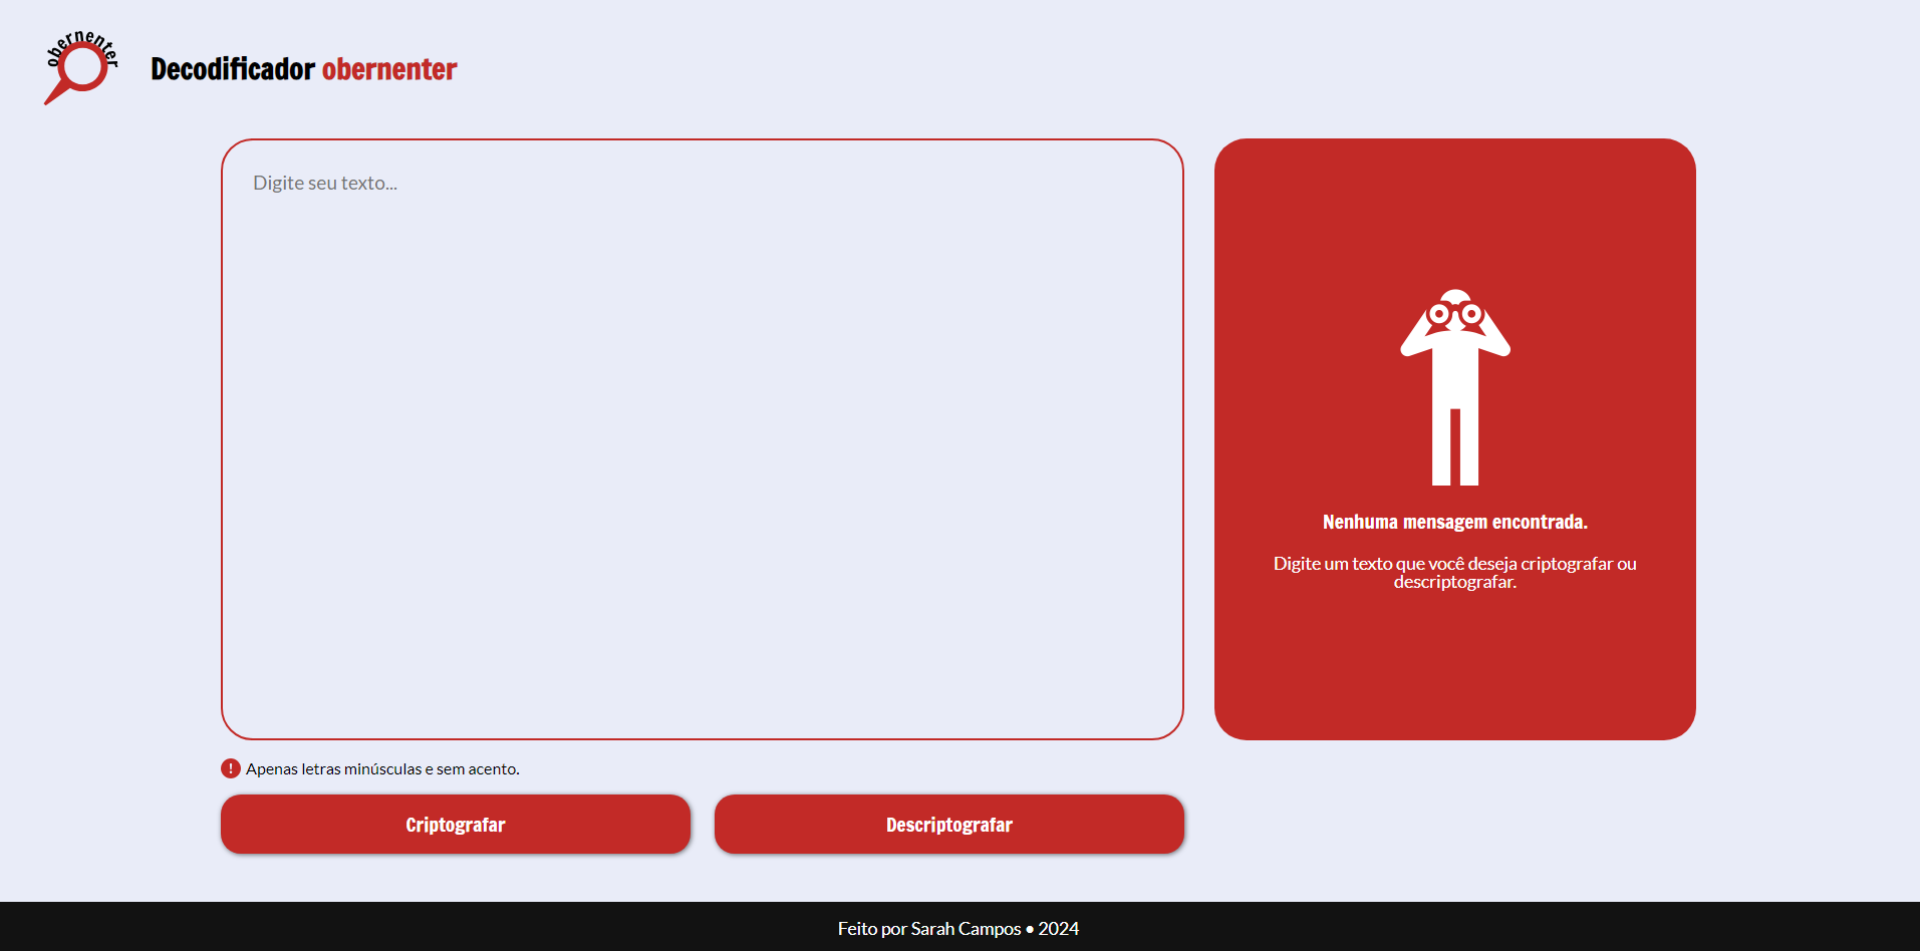 obernenter
Decodificador obernenter
Digite seu texto...
Nenhuma mensagem encontrada.
Digite um texto que você deseja criptografar ou
descriptografar.
! Apenas letras minúsculas e sem acento.
Criptografar
Descriptografar
Feito por Sarah Campos • 2024